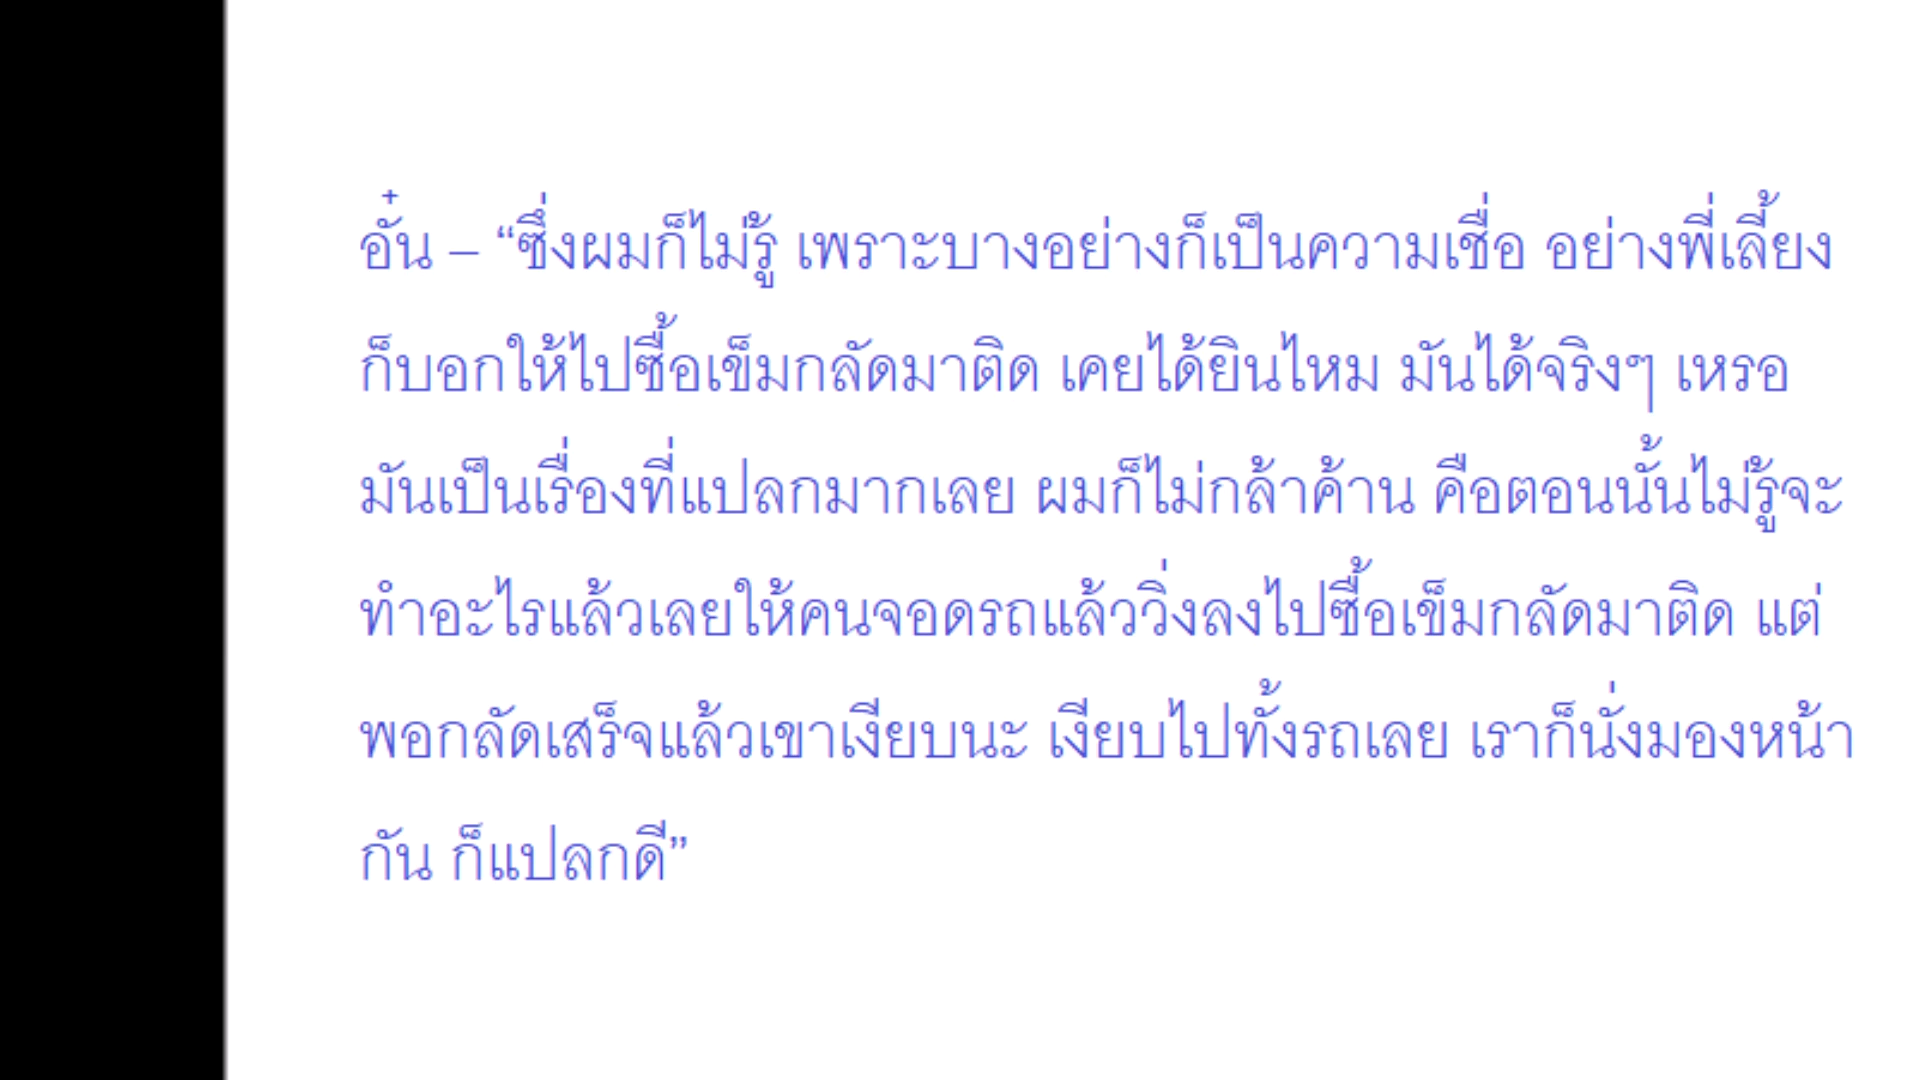 อั๋น – “ซึ่งผมก็ไม่รู้ เพราะบางอย่างก็เป็นความเชื่อ อย่างพี่เลี้ยง
ก็บอกให้ไปซื้อเข็มกลัดมาติด เคยได้ยินไหม มันได้จริงๆ เหรอ
มันเป็นเรื่องที่แปลกมากเลย ผมก็ไม่กล้าค้าน คือตอนนั้นไม่รู้จะ
ทำอะไรแล้วเลยให้คนจอดรถแล้ววิ่งลงไปซื้อเข็มกลัดมาติด แต่
พอกลัดเสร็จแล้วเขาเงียบนะ เงียบไปทั้งรถเลย เราก็นั่งมองหน้า
กัน ก็แปลกดี”